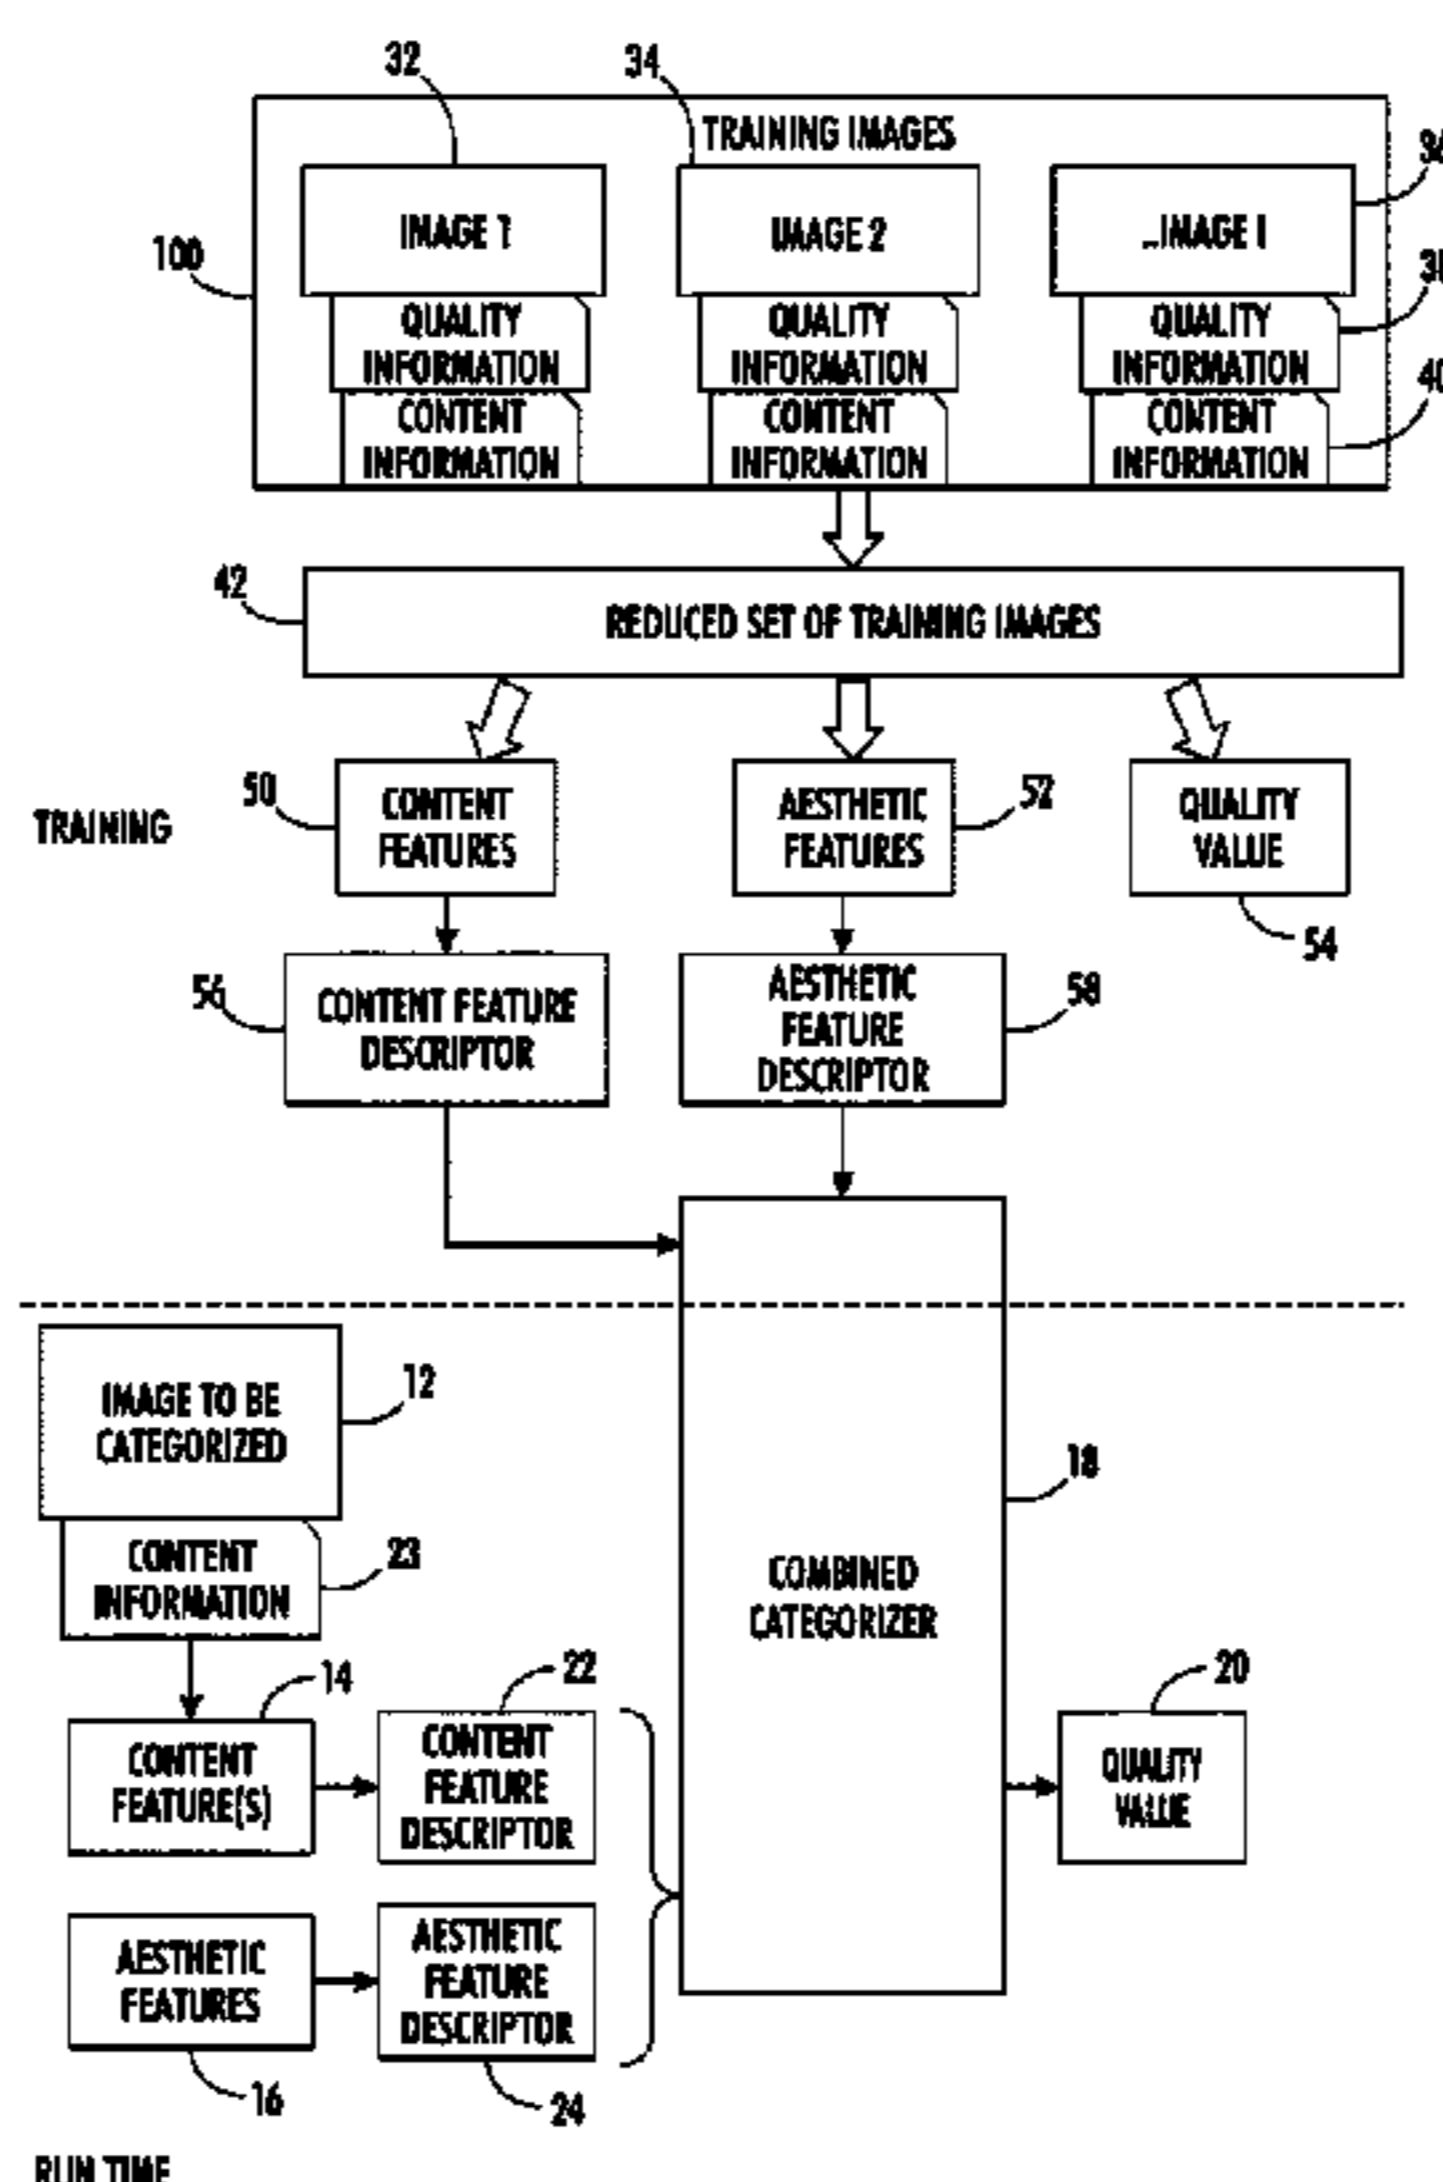 32
34
TRAINING IMAGES
IMAGE 1
IMAGE 2
...IMAGE I
100
QUALITY
INFORMATION
QUALITY
INFORMATION
QUALITY
INFORMATION
40
CONTENT
INFORMATION
CONTENT
INFORMATION
CONTENT
INFORMATION
42
REDUCED SET OF TRAINING IMAGES
TRAINING
50
CONTENT
FEATURES
AESTHETIC
FEATURES
52
QUALITY
VALUE
54
56
CONTENT FEATURE
DESCRIPTOR
AESTHETIC
FEATURE
DESCRIPTOR
58
IMAGE TO BE
CATEGORIZED
12
18
CONTENT
INFORMATION
23
COMBINED
CATEGORIZER
14
22
20
CONTENT
FEATURE(S)
CONTENT
FEATURE
DESCRIPTOR
QUALITY
VALUE
AESTHETIC
FEATURES
AESTHETIC
FEATURE
DESCRIPTOR
16
24
RUN TIME